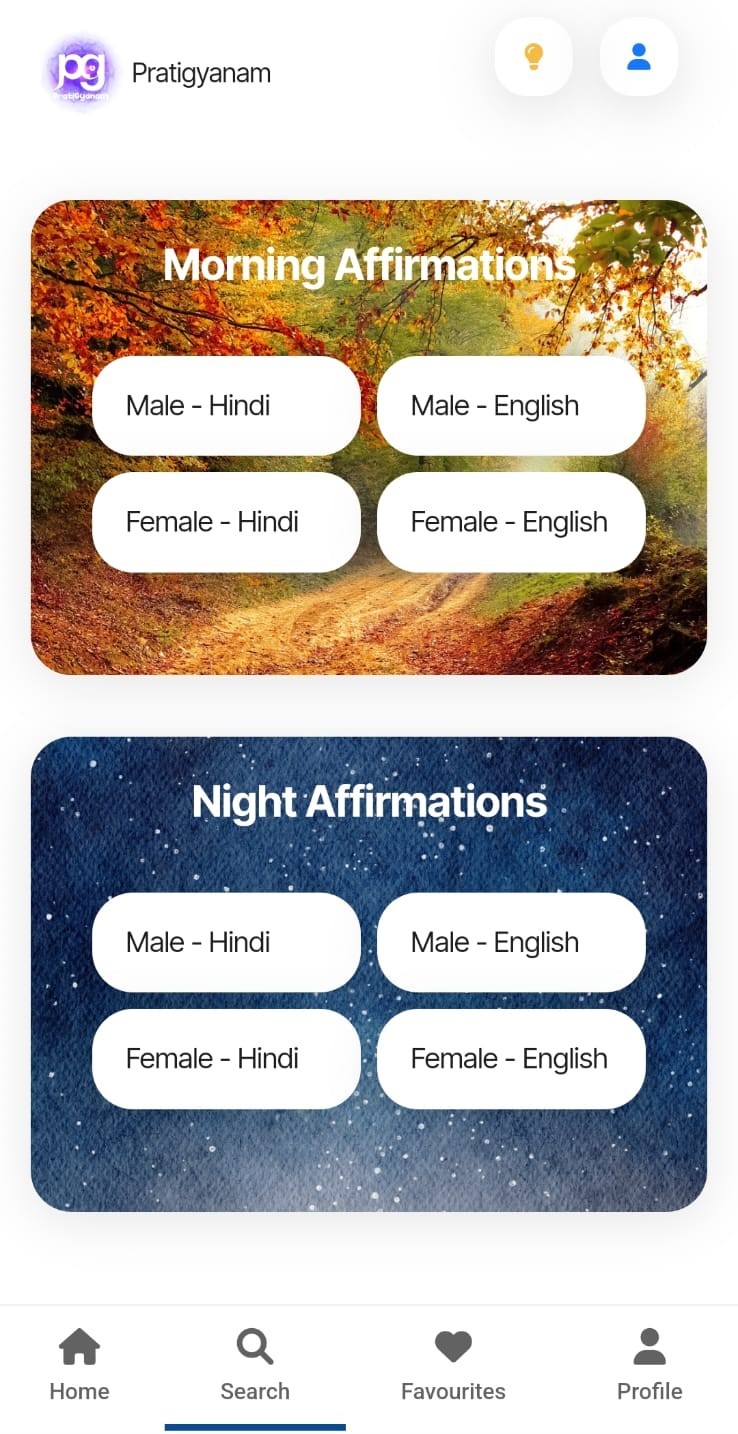 pg
PratiGyanam
Pratigyanam
Morning Affirmations
Male - Hindi
Male - English
Female - Hindi
Female - English
Night Affirmations
Male - Hindi
Male - English
Female - Hindi
Female - English
Home
Search
Favourites
Profile